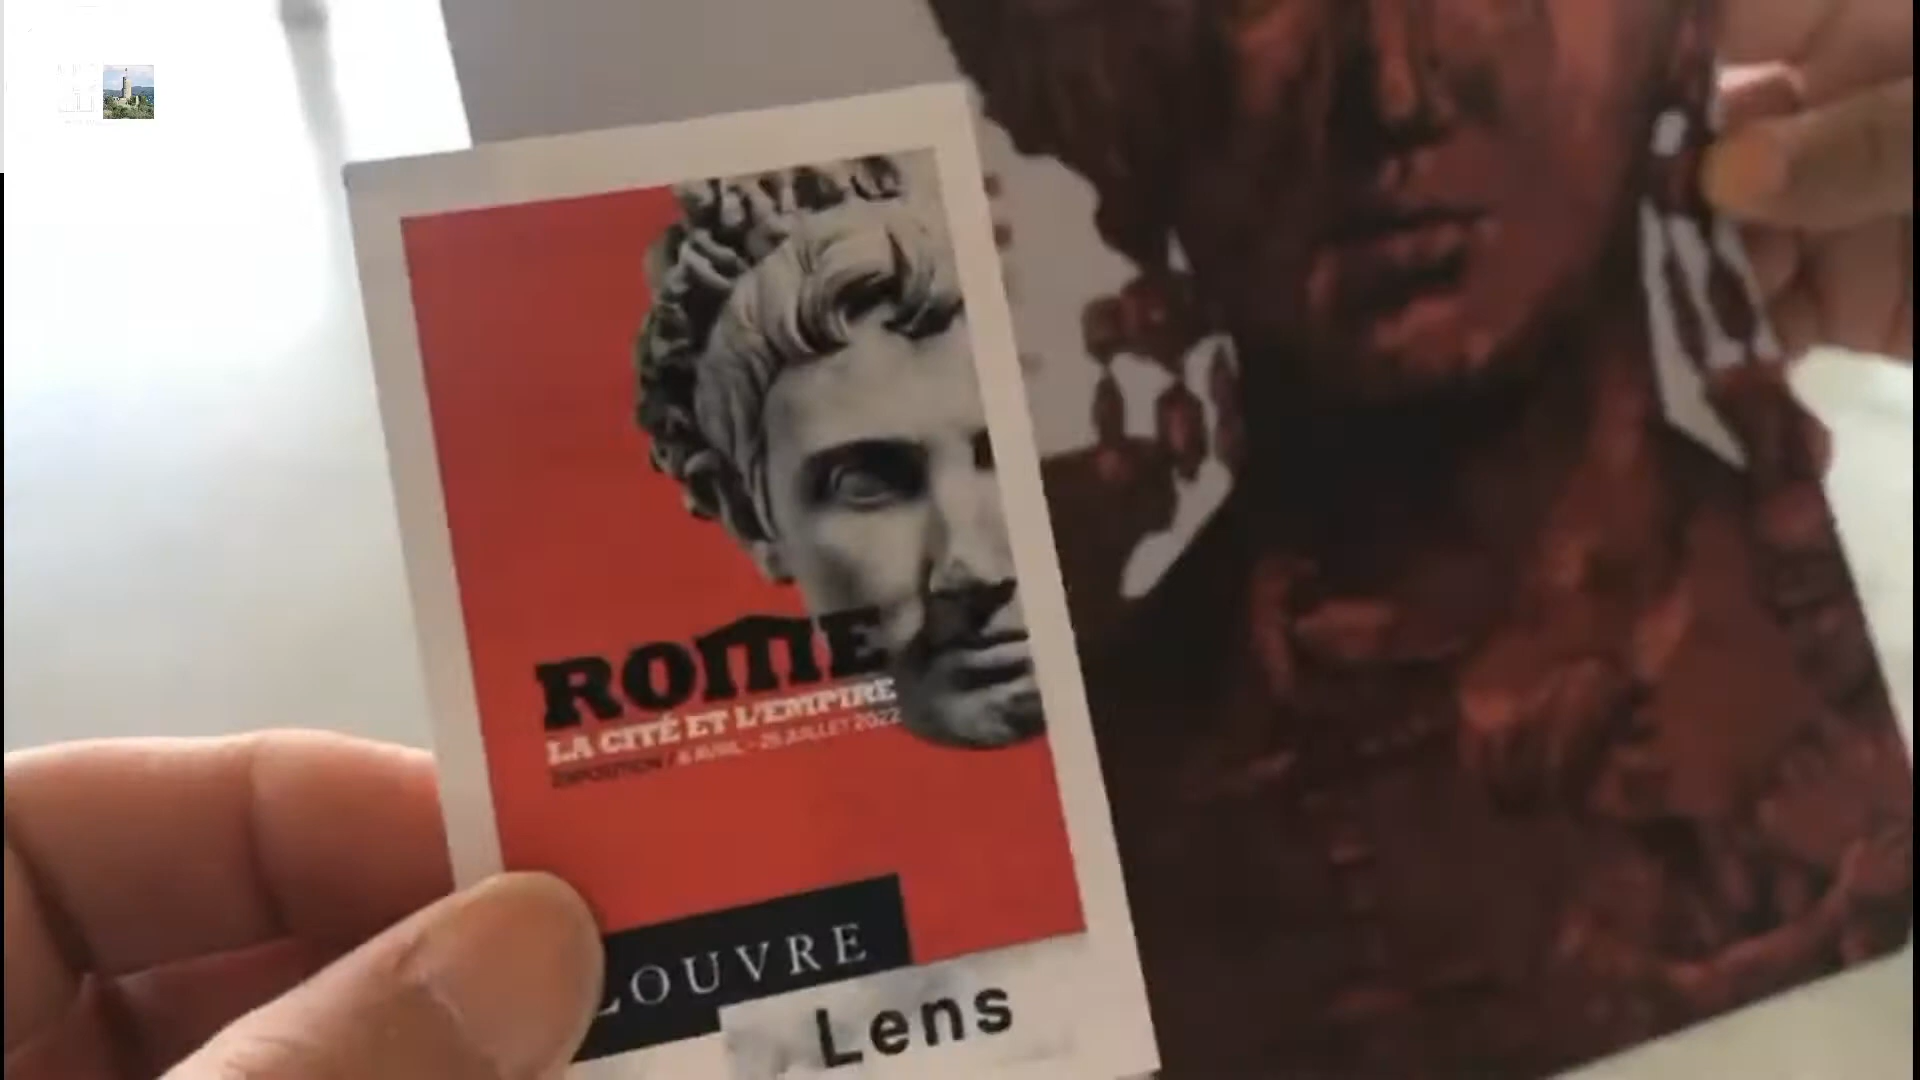 ROME
LA CITÉ ET L'EMPIRE
EXPOSITION / 6 AVRIL - 25 JUILLET 2022
LOUVRE
Lens